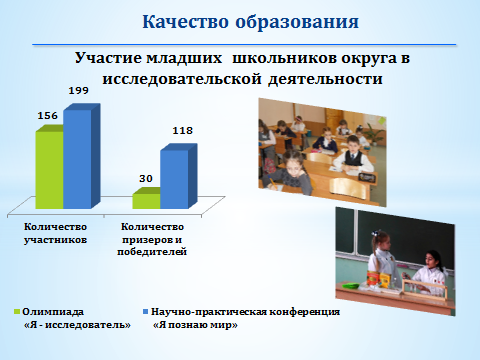 Качество образования
Участие младших школьников округа в
исследовательской деятельности
199
156
118
30
Количество
участников
Количество
призеров и
победителей
Олимпиада
«Я - исследователь»
Научно-практическая конференция
«Я познаю мир»